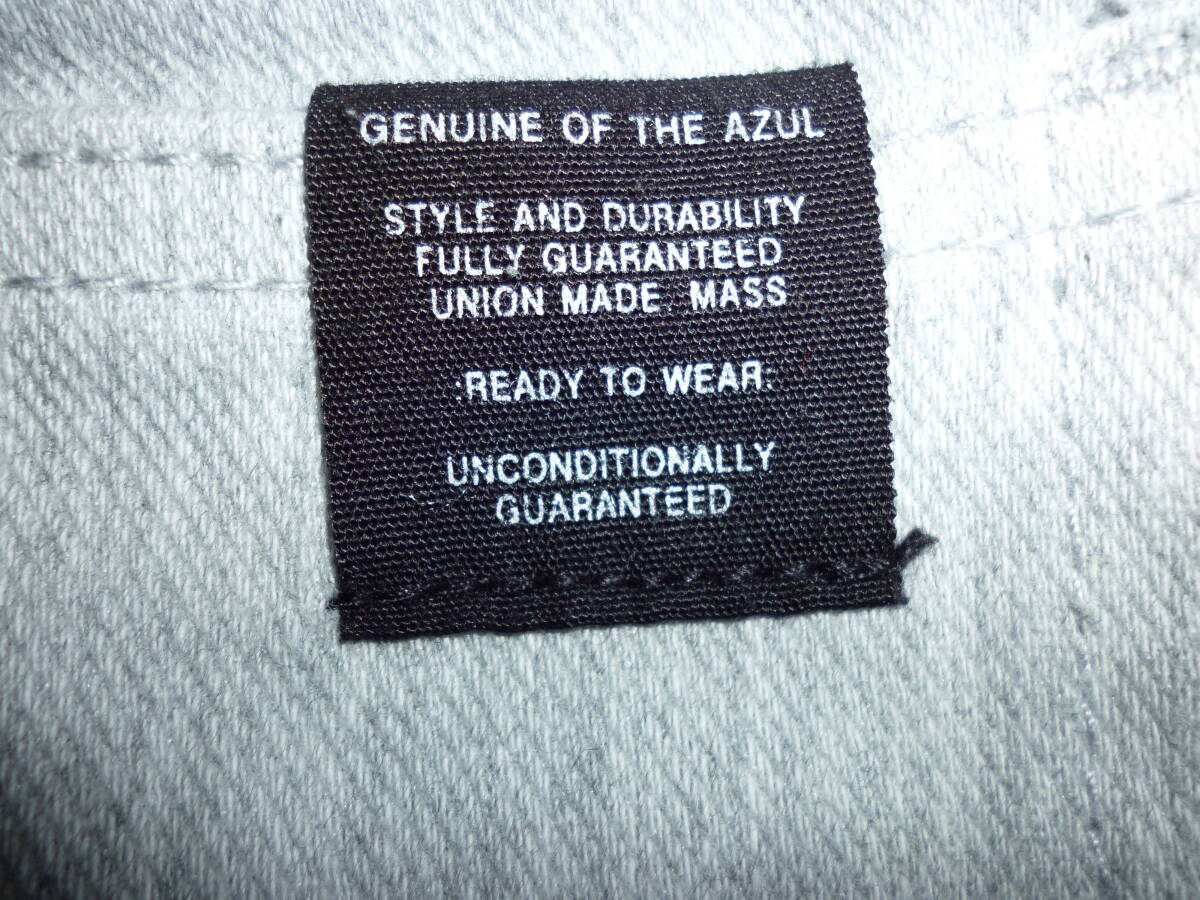 GENUINE OF THE AZUL
STYLE AND DURABILITY
FULLY GUARANTEED
UNION MADE. MASS
:READY TO WEAR:
UNCONDITIONALLY
GUARANTEED